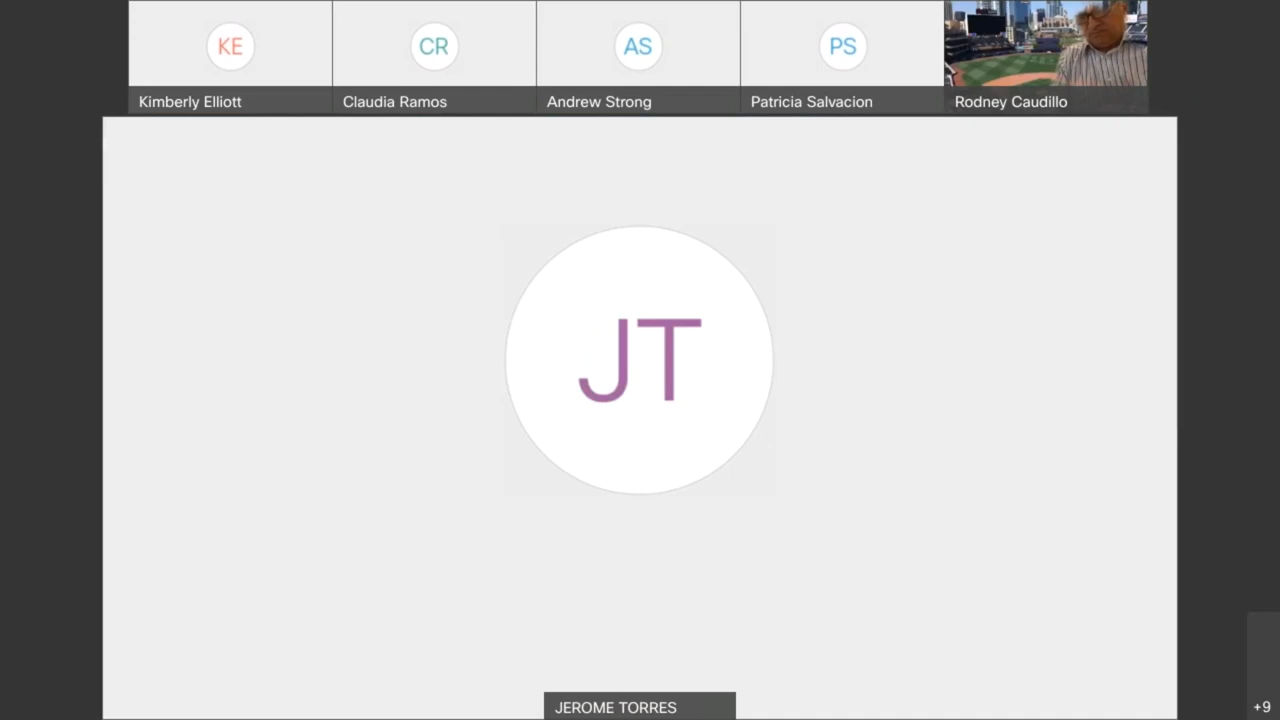 KE
CR
AS
PS
Kimberly Elliott
Claudia Ramos
Andrew Strong
Patricia Salvacion
Rodney Caudillo
JT
JEROME TORRES
+9